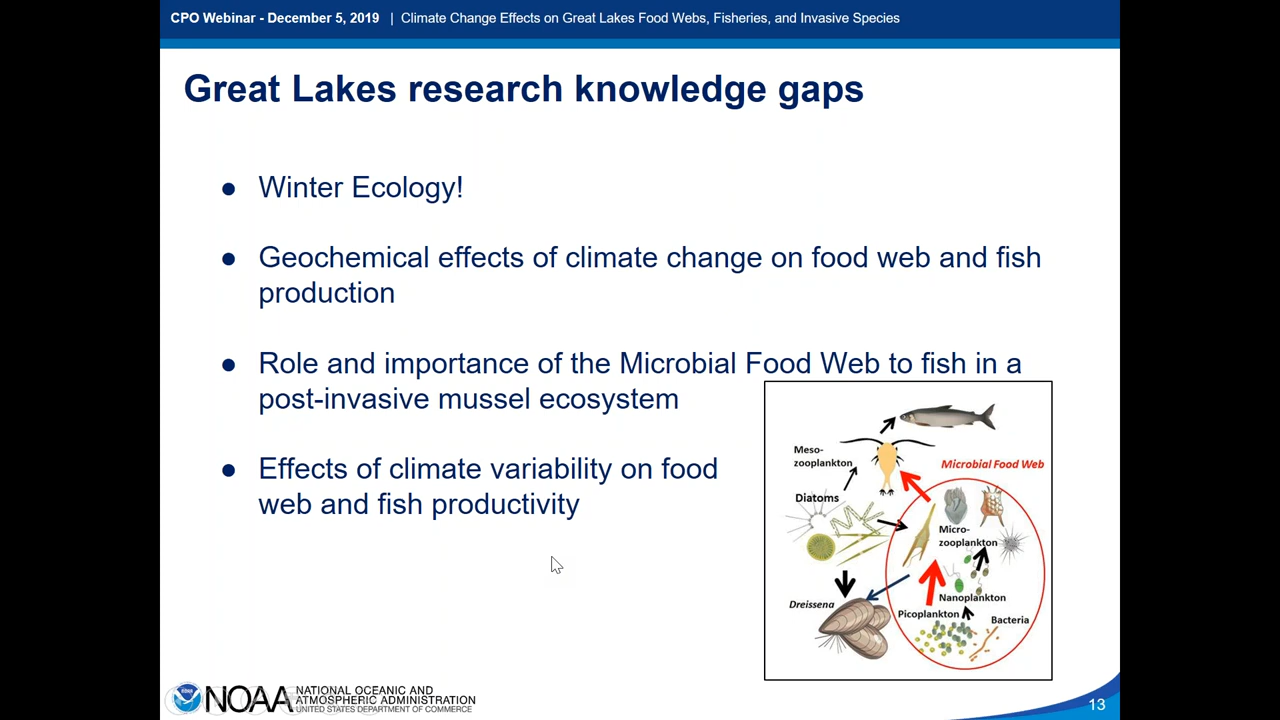 CPO Webinar - December 5, 2019 | Climate Change Effects on Great Lakes Food Webs, Fisheries, and Invasive Species
Great Lakes research knowledge gaps
● Winter Ecology!
● Geochemical effects of climate change on food web and fish
production
● Role and importance of the Microbial Food Web to fish in a
post-invasive mussel ecosystem
● Effects of climate variability on food
web and fish productivity
Meso-
zooplankton
Microbial Food Web
Diatoms
Micro-
zooplankton
Dreissena
Nanoplankton
Picoplankton
Bacteria
NOAA
NATIONAL OCEANIC AND
ATMOSPHERIC ADMINISTRATION
UNITED STATES DEPARTMENT OF COMMERCE
13